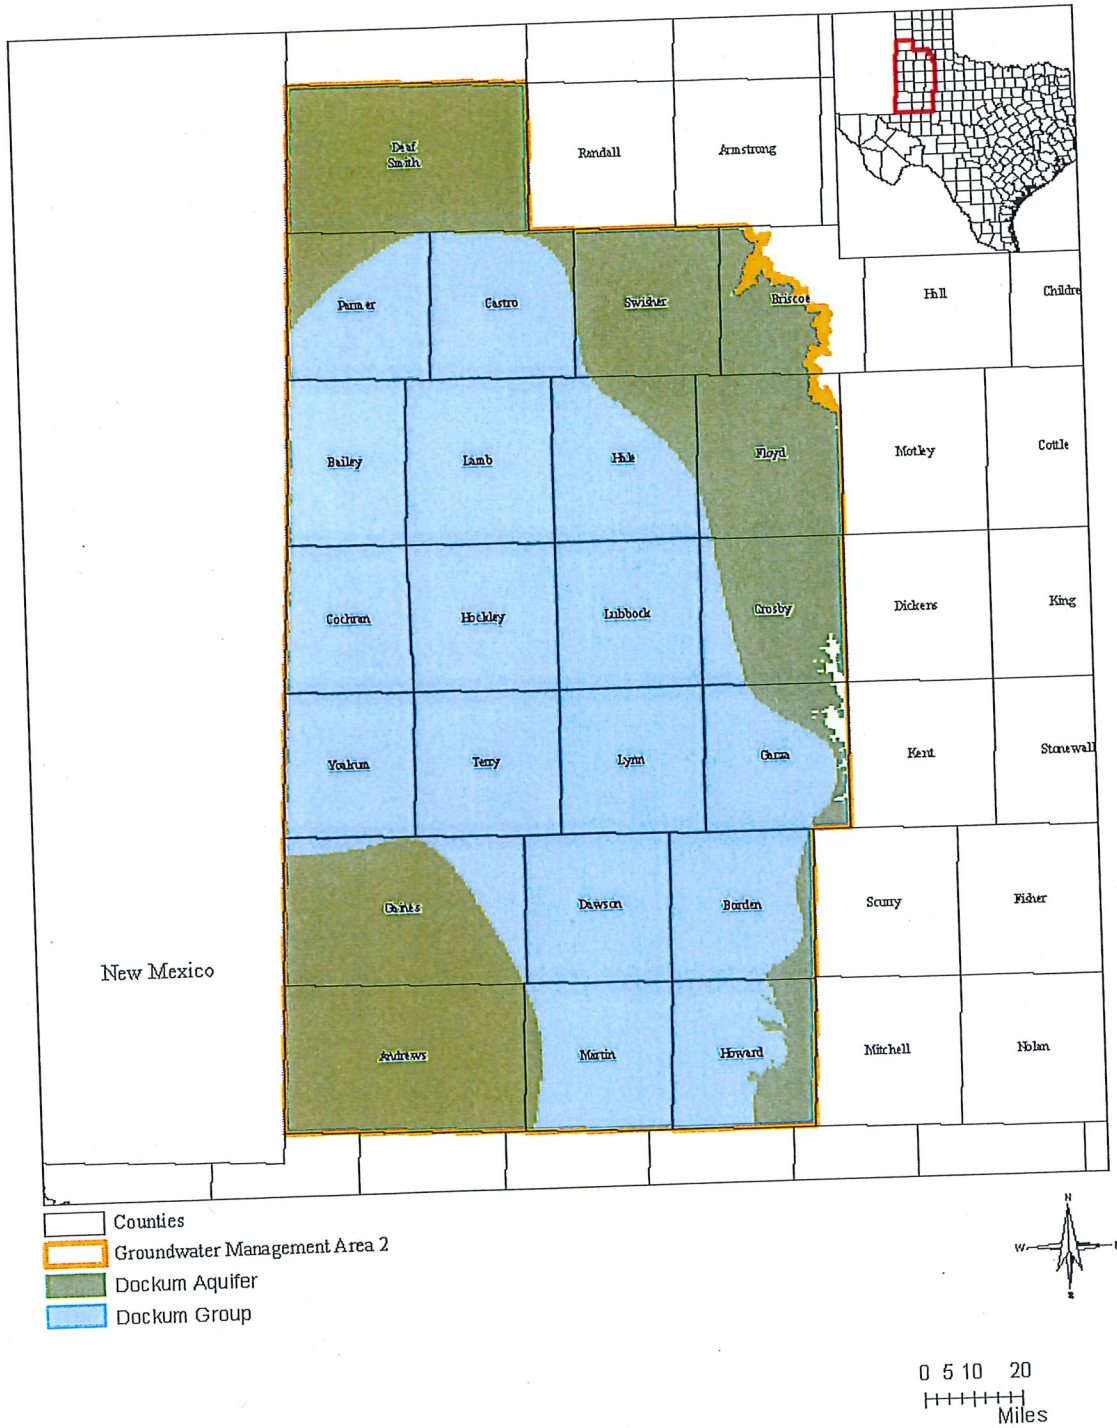 Deaf
Smith
Randall
Armstrong
Parmer
Castro
Swisher
Briscoe
Hall
Childre
Bailey
Lamb
Hale
Floyd
Motley
Cottle
Cochran
Hockley
Lubbock
Crosby
Dickens
King
Yoakum
Terry
Lynn
Garza
Kent
Stonewall
Gaines
Dawson
Borden
Scurry
Fisher
New Mexico
Andrews
Martin
Howard
Mitchell
Nolan
Counties
Groundwater Management Area 2
Dockum Aquifer
Dockum Group
N
W
E
S
0 5 10 20
Miles